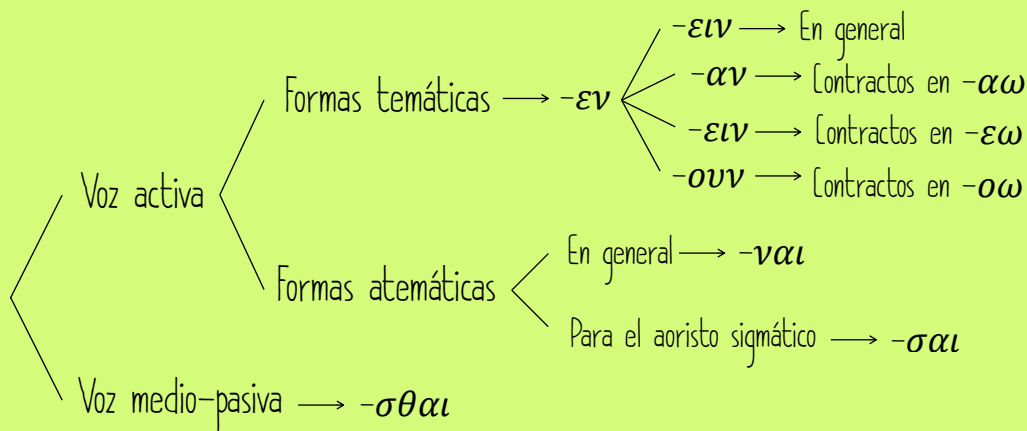 -ειν → En general
Formas temáticas → -εν
-αν → Contractos en -αω
-ειν → Contractos en -εω
-ουν → Contractos en -οω
Voz activa
En general → -ναι
Formas atemáticas
Para el aoristo sigmático → -σαι
Voz medio-pasiva → -σθαι